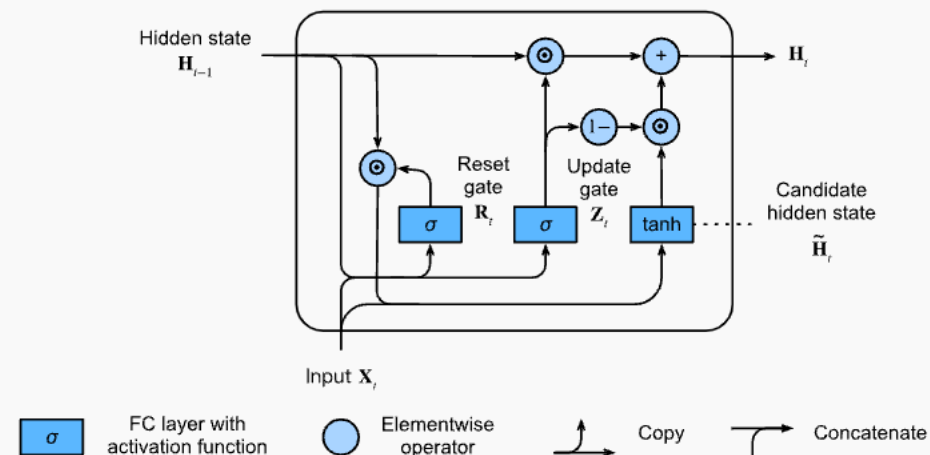 Hidden state
H_{t−1}
⊙
+
H_t
1−
⊙
⊙
Reset
gate
R_t
Update
gate
Z_t
Candidate
hidden state
H̃_t
σ
σ
tanh
Input X_t
σ
FC layer with
activation function
Elementwise
operator
Copy
Concatenate